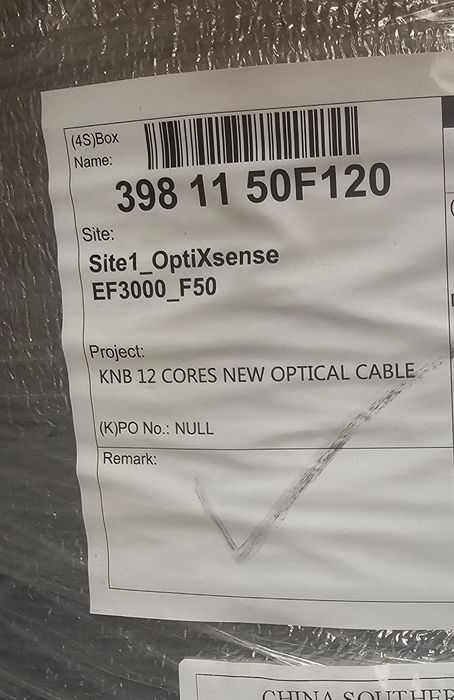 (4S)Box
Name:
398 11 50F120
Site:
Site1_OptiXsense
EF3000_F50
Project:
KNB 12 CORES NEW OPTICAL CABLE
(K)PO No.: NULL
Remark:
CHINA